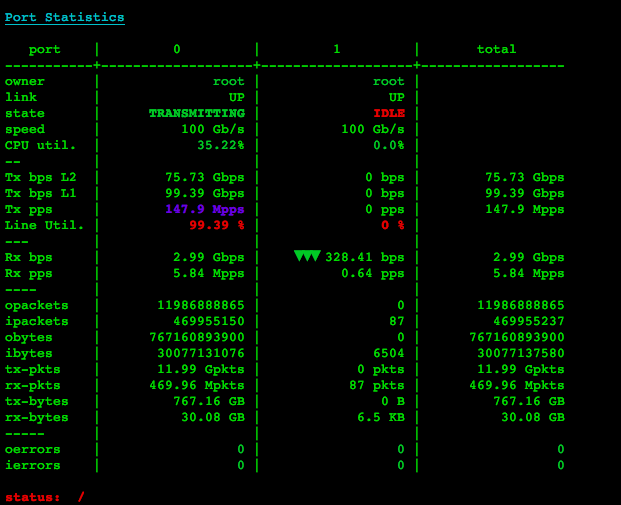 Port Statistics
port | 0 | 1 | total
-----------+--------------------+-------------------+------------------
owner | root | root |
link | UP | UP |
state | TRANSMITTING | IDLE |
speed | 100 Gb/s | 100 Gb/s |
CPU util. | 35.22% | 0.0% |
-- | | |
Tx bps L2 | 75.73 Gbps | 0 bps | 75.73 Gbps
Tx bps L1 | 99.39 Gbps | 0 bps | 99.39 Gbps
Tx pps | 147.9 Mpps | 0 pps | 147.9 Mpps
Line Util. | 99.39 % | 0 % |
--- | | |
Rx bps | 2.99 Gbps | ▼▼▼ 328.41 bps | 2.99 Gbps
Rx pps | 5.84 Mpps | 0.64 pps | 5.84 Mpps
---- | | |
opackets | 11986888865 | 0 | 11986888865
ipackets | 469955150 | 87 | 469955237
obytes | 767160893900 | 0 | 767160893900
ibytes | 30077131076 | 6504 | 30077137580
tx-pkts | 11.99 Gpkts | 0 pkts | 11.99 Gpkts
rx-pkts | 469.96 Mpkts | 87 pkts | 469.96 Mpkts
tx-bytes | 767.16 GB | 0 B | 767.16 GB
rx-bytes | 30.08 GB | 6.5 KB | 30.08 GB
----- | | |
oerrors | 0 | 0 | 0
ierrors | 0 | 0 | 0
status: /